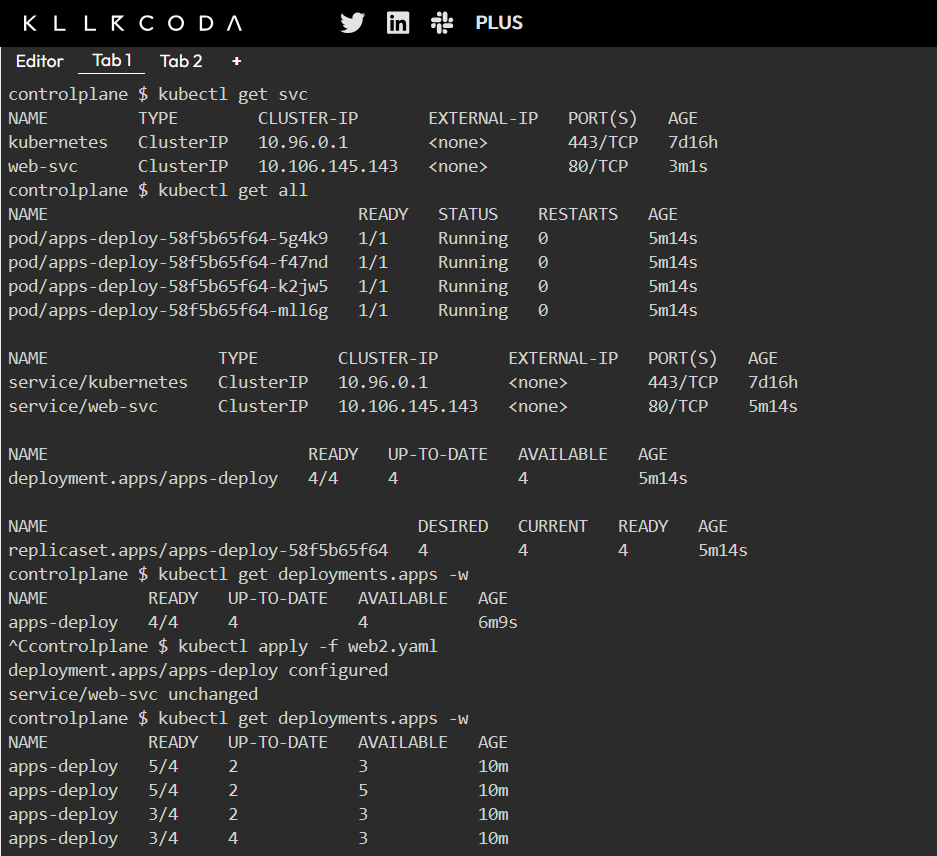 KLLRCODA PLUS
Editor Tab 1 Tab 2 +
controlplane $ kubectl get svc
NAME TYPE CLUSTER-IP EXTERNAL-IP PORT(S) AGE
kubernetes ClusterIP 10.96.0.1 <none> 443/TCP 7d16h
web-svc ClusterIP 10.106.145.143 <none> 80/TCP 3m1s
controlplane $ kubectl get all
NAME READY STATUS RESTARTS AGE
pod/apps-deploy-58f5b65f64-5g4k9 1/1 Running 0 5m14s
pod/apps-deploy-58f5b65f64-f47nd 1/1 Running 0 5m14s
pod/apps-deploy-58f5b65f64-k2jw5 1/1 Running 0 5m14s
pod/apps-deploy-58f5b65f64-mll6g 1/1 Running 0 5m14s
NAME TYPE CLUSTER-IP EXTERNAL-IP PORT(S) AGE
service/kubernetes ClusterIP 10.96.0.1 <none> 443/TCP 7d16h
service/web-svc ClusterIP 10.106.145.143 <none> 80/TCP 5m14s
NAME READY UP-TO-DATE AVAILABLE AGE
deployment.apps/apps-deploy 4/4 4 4 5m14s
NAME DESIRED CURRENT READY AGE
replicaset.apps/apps-deploy-58f5b65f64 4 4 4 5m14s
controlplane $ kubectl get deployments.apps -w
NAME READY UP-TO-DATE AVAILABLE AGE
apps-deploy 4/4 4 4 6m9s
^Ccontrolplane $ kubectl apply -f web2.yaml
deployment.apps/apps-deploy configured
service/web-svc unchanged
controlplane $ kubectl get deployments.apps -w
NAME READY UP-TO-DATE AVAILABLE AGE
apps-deploy 5/4 2 3 10m
apps-deploy 5/4 2 5 10m
apps-deploy 3/4 2 3 10m
apps-deploy 3/4 4 3 10m